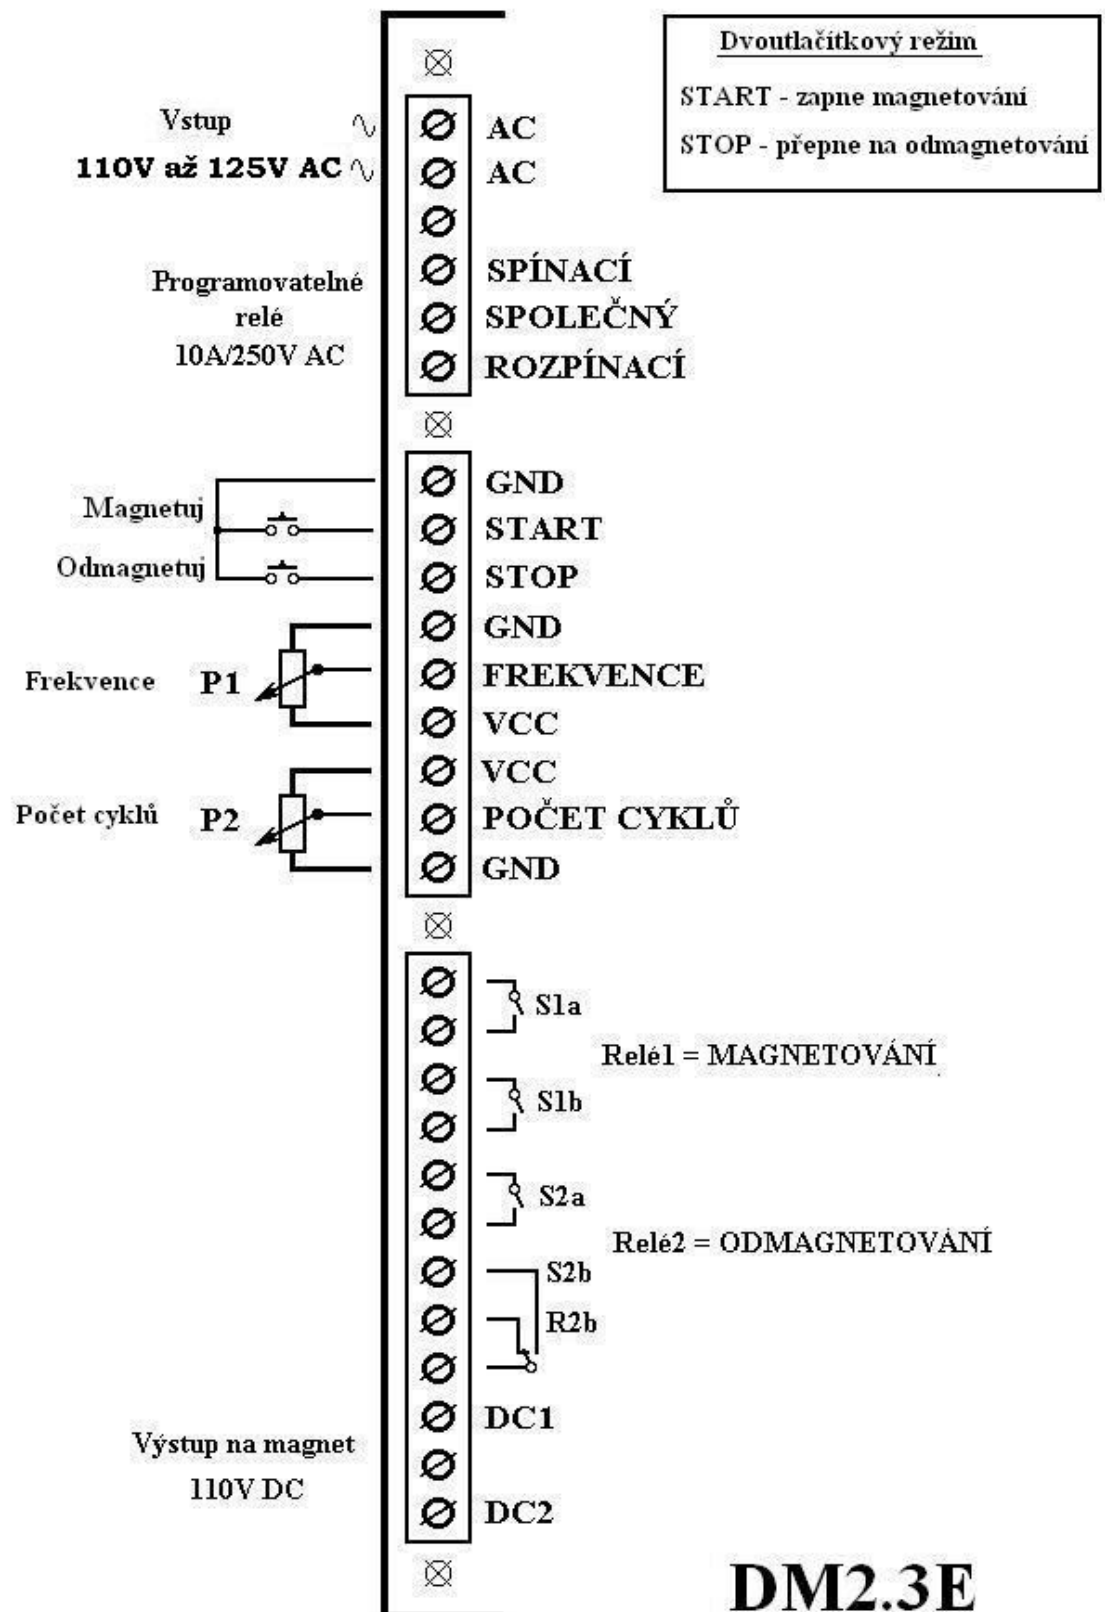 Dvoutlačítkový režim
START - zapne magnetování
STOP - přepne na odmagnetování
Vstup
110V až 125V AC
AC
AC
Programovatelné
relé
10A/250V AC
SPÍNACÍ
SPOLEČNÝ
ROZPÍNACÍ
Magnetuj
Odmagnetuj
GND
START
STOP
Frekvence
P1
GND
FREKVENCE
VCC
Počet cyklů
P2
VCC
POČET CYKLŮ
GND
S1a
Relé1 = MAGNETOVÁNÍ
S1b
S2a
Relé2 = ODMAGNETOVÁNÍ
S2b
R2b
Výstup na magnet
110V DC
DC1
DC2
DM2.3E